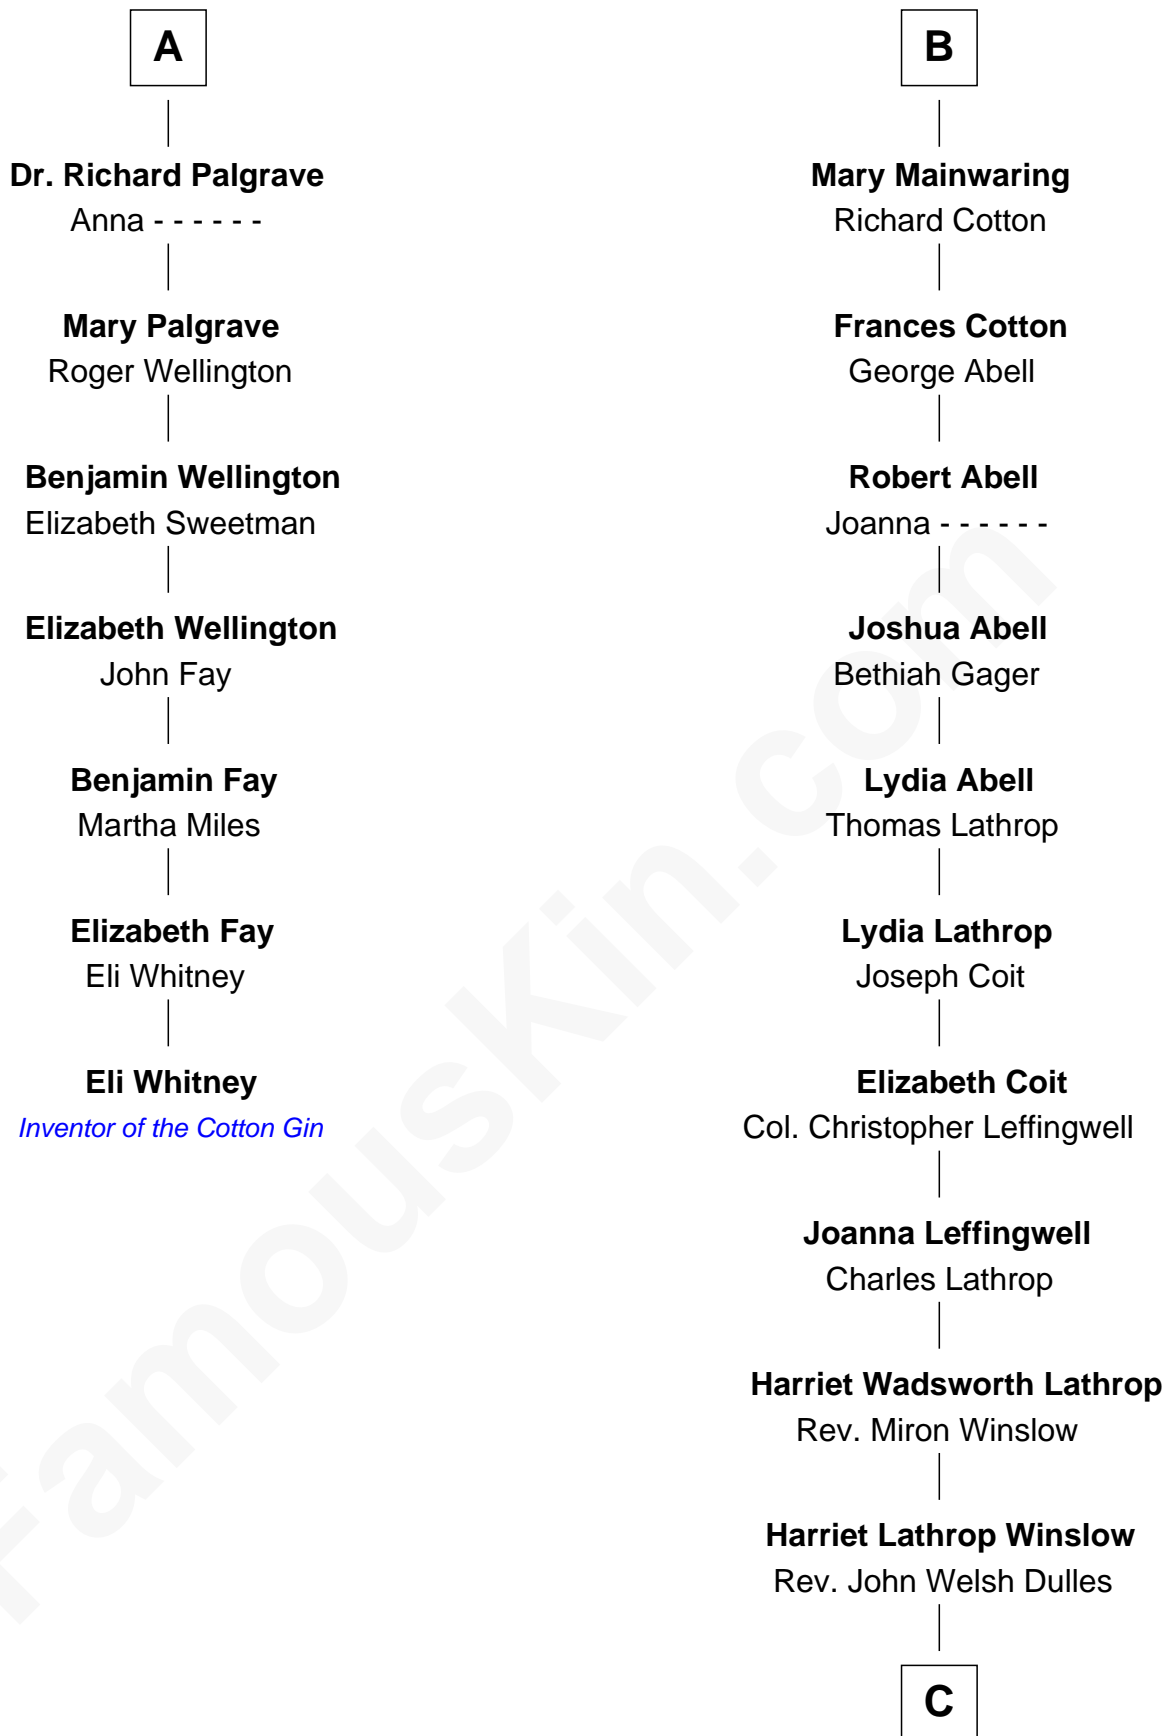 A
Dr. Richard Palgrave
Anna - - - - - -
Mary Palgrave
Roger Wellington
Benjamin Wellington
Elizabeth Sweetman
Elizabeth Wellington
John Fay
Benjamin Fay
Martha Miles
Elizabeth Fay
Eli Whitney
Eli Whitney
Inventor of the Cotton Gin
B
Mary Mainwaring
Richard Cotton
Frances Cotton
George Abell
Robert Abell
Joanna - - - - - -
Joshua Abell
Bethiah Gager
Lydia Abell
Thomas Lathrop
Lydia Lathrop
Joseph Coit
Elizabeth Coit
Col. Christopher Leffingwell
Joanna Leffingwell
Charles Lathrop
Harriet Wadsworth Lathrop
Rev. Miron Winslow
Harriet Lathrop Winslow
Rev. John Welsh Dulles
C
FamousKin.com